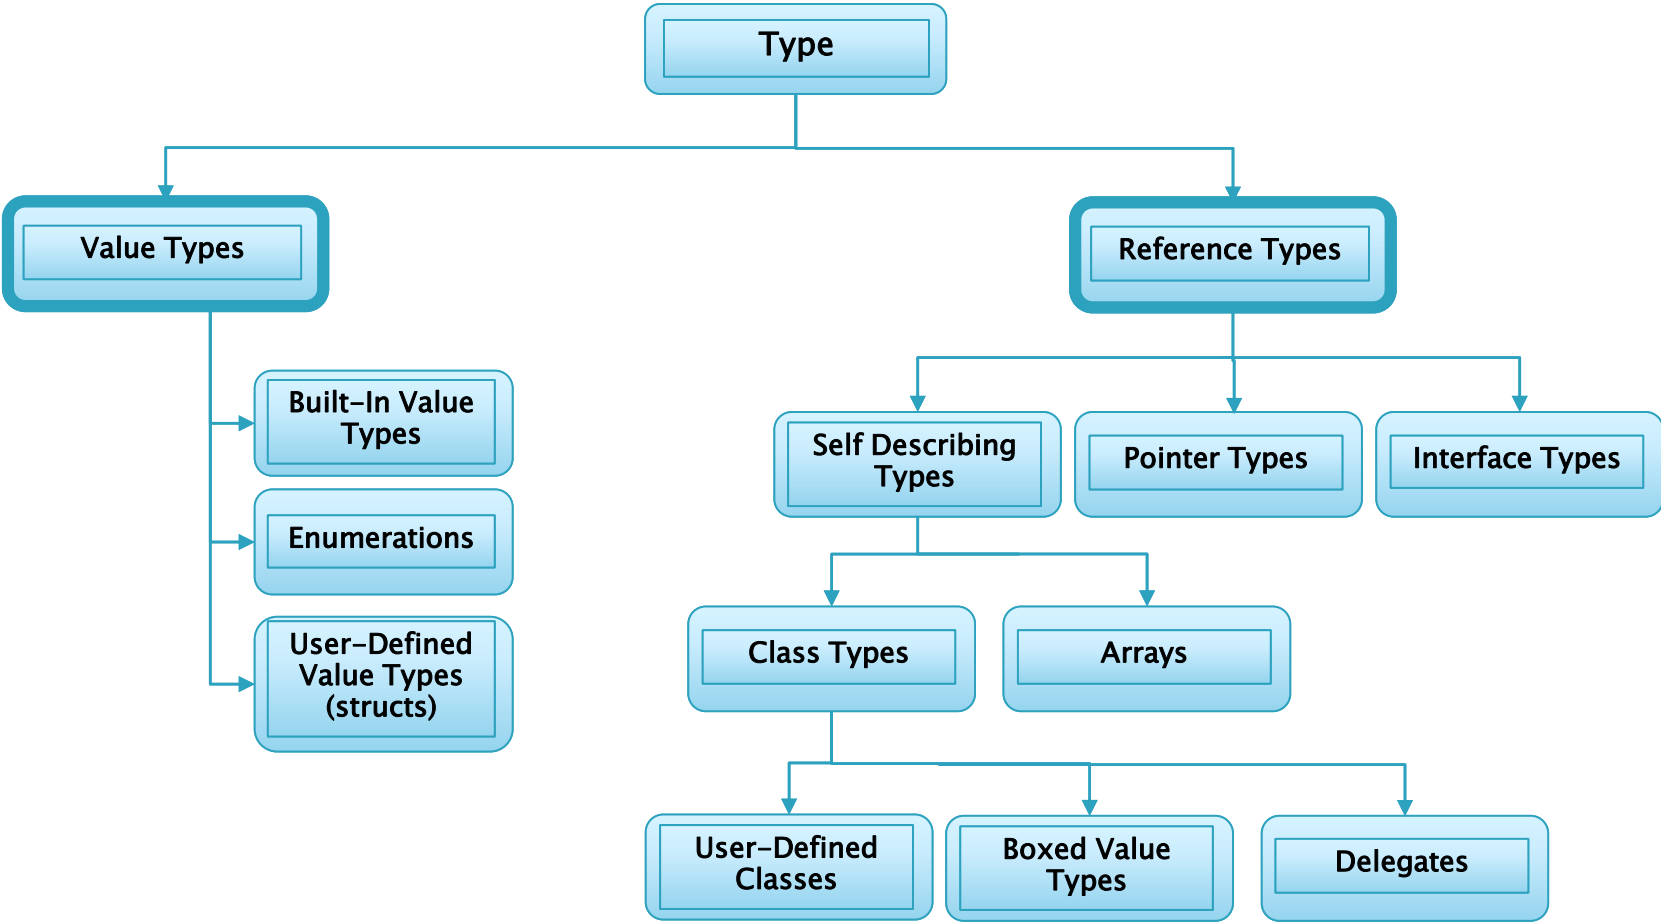 Type
Value Types
Reference Types
Built-In Value
Types
Enumerations
User-Defined
Value Types
(structs)
Self Describing
Types
Pointer Types
Interface Types
Class Types
Arrays
User-Defined
Classes
Boxed Value
Types
Delegates